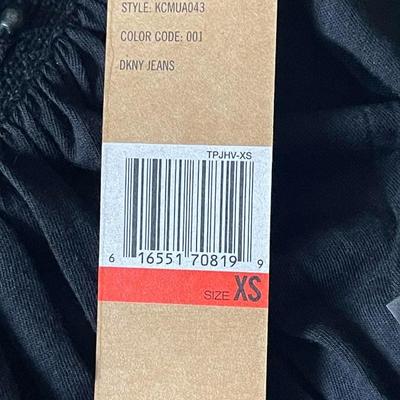 STYLE: KCMUA043
COLOR CODE: 001
DKNY JEANS
TPJHV-XS
6 16551 70819 9
SIZE XS